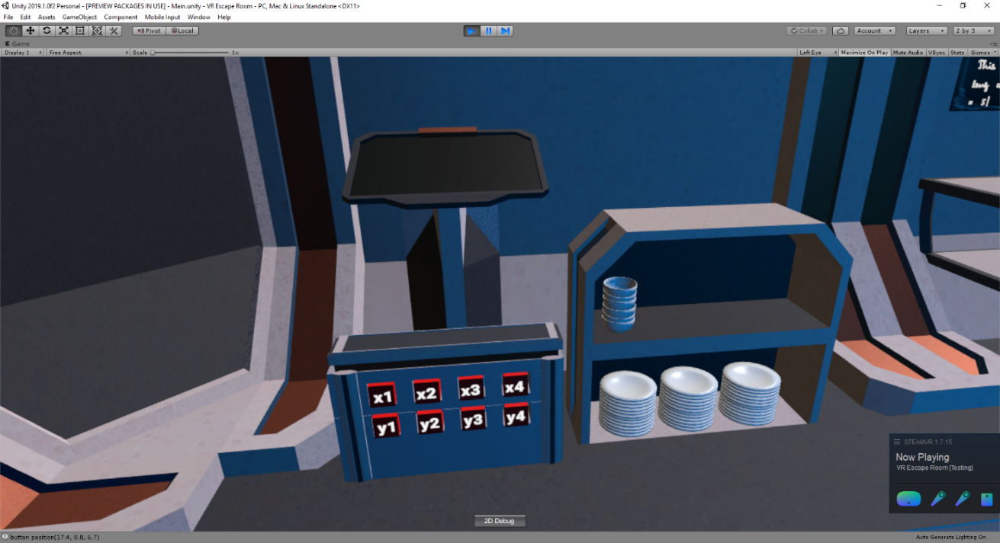 Unity 2019.1.0f2 Personal - [PREVIEW PACKAGES IN USE] - Main.unity - VR Escape Room - PC, Mac & Linux Standalone <DX11>
File Edit Assets GameObject Component Mobile Input Window Help
Pivot Local Collab Account Layers 2 by 3
Game
Display 1 Free Aspect Scale 1x Left Eye Maximize On Play Mute Audio VSync Stats Gizmos
This
long
= 5/
x1 x2 x3 x4
y1 y2 y3 y4
STEAMVR 1.7.15
Now Playing
VR Escape Room [Testing]
2D Debug
button position(17.4, 0.8, 6.7)
Auto Generate Lighting On